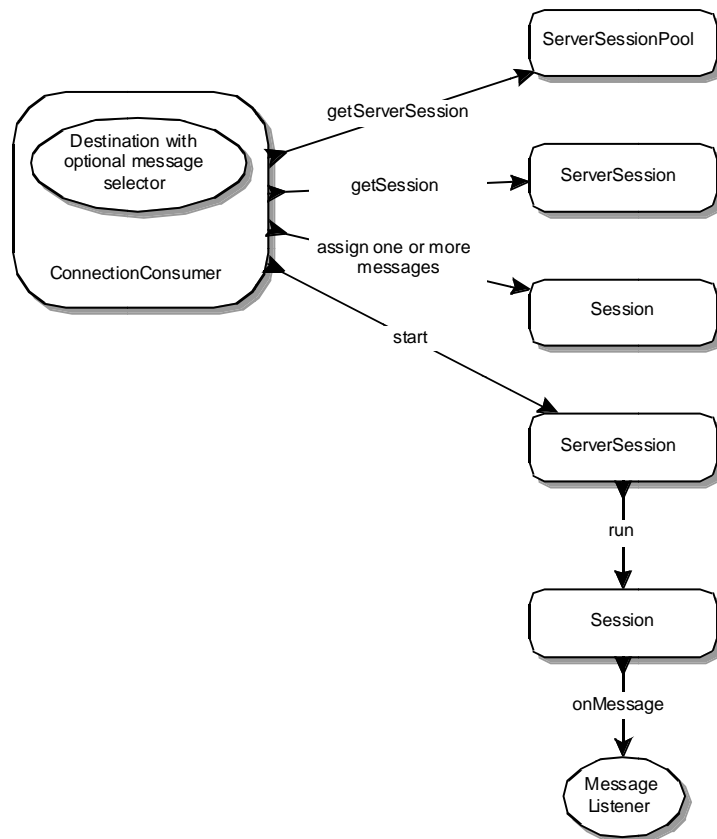 ServerSessionPool
getServerSession
Destination with
optional message
selector
getSession
ServerSession
assign one or more
messages
ConnectionConsumer
Session
start
ServerSession
run
Session
onMessage
Message
Listener